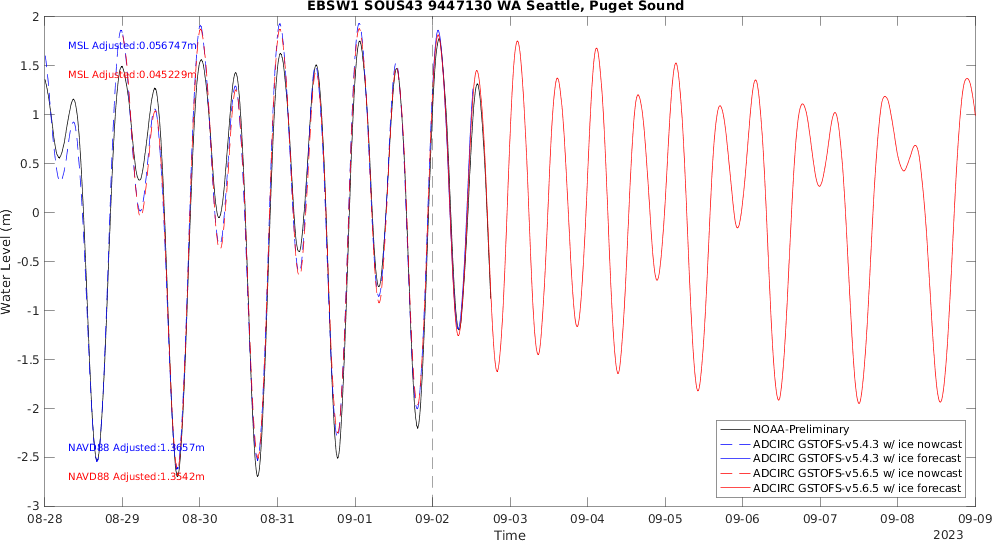 EBSW1 SOUS43 9447130 WA Seattle, Puget Sound
2
1.5
1
0.5
0
-0.5
-1
-1.5
-2
-2.5
-3
Water Level (m)
MSL Adjusted:0.056747m
MSL Adjusted:0.045229m
NAVD88 Adjusted:1.3657m
NAVD88 Adjusted:1.3542m
NOAA-Preliminary
ADCIRC GSTOFS-v5.4.3 w/ ice nowcast
ADCIRC GSTOFS-v5.4.3 w/ ice forecast
ADCIRC GSTOFS-v5.6.5 w/ ice nowcast
ADCIRC GSTOFS-v5.6.5 w/ ice forecast
08-28 08-29 08-30 08-31 09-01 09-02 09-03 09-04 09-05 09-06 09-07 09-08 09-09
Time
2023